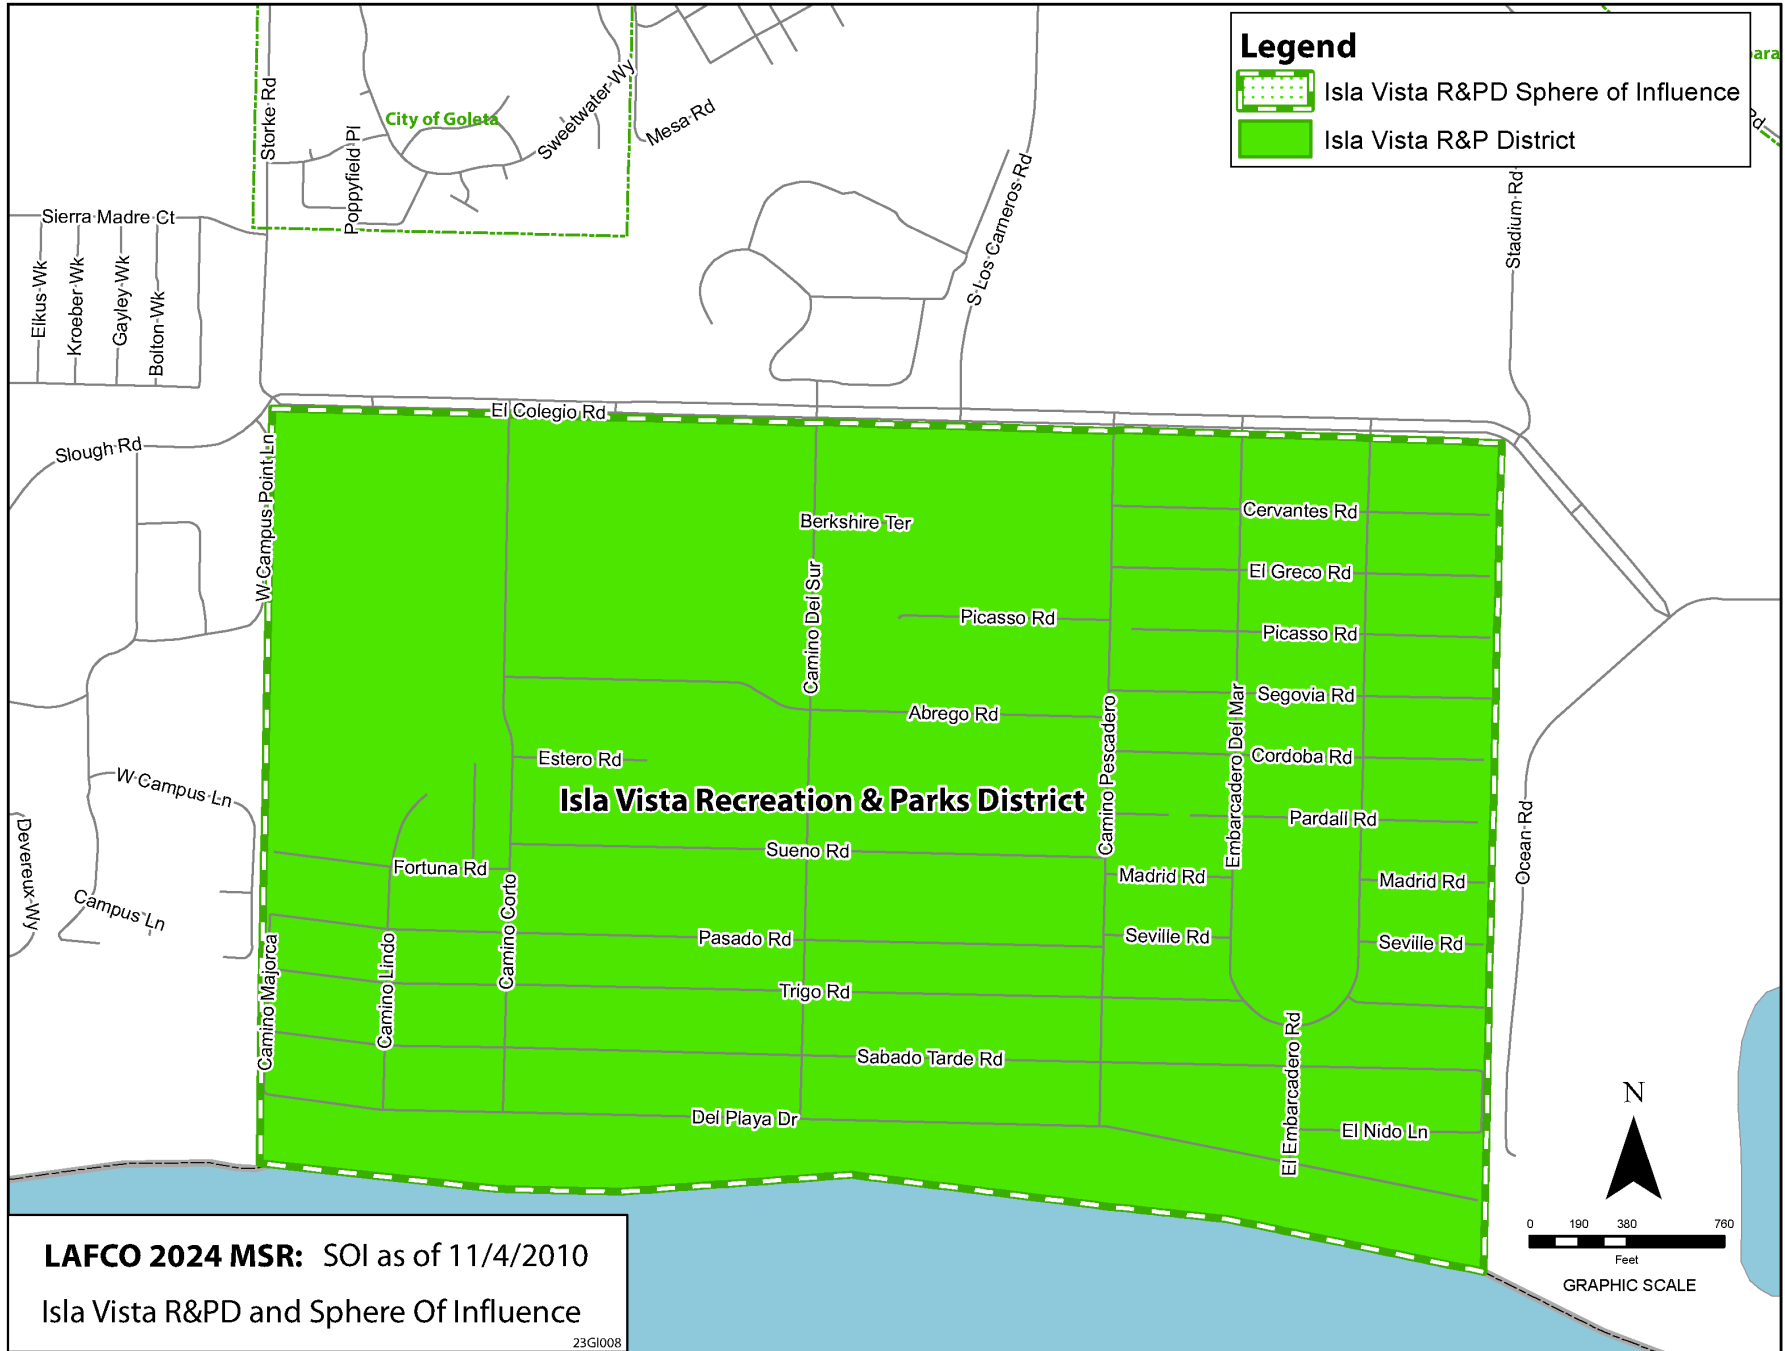 Legend
Isla Vista R&PD Sphere of Influence
Isla Vista R&P District
ara
Rd
Storke Rd
City of Goleta
Poppyfield Pl
Sweetwater Wy
Mesa Rd
S Los Carneros Rd
Stadium Rd
Sierra Madre Ct
Elkus Wk
Kroeber Wk
Gayley Wk
Bolton Wk
El Colegio Rd
Slough Rd
W Campus Point Ln
Cervantes Rd
Berkshire Ter
El Greco Rd
Camino Del Sur
Picasso Rd
Picasso Rd
Segovia Rd
Abrego Rd
Camino Pescadero
Embarcadero Del Mar
Estero Rd
Cordoba Rd
W Campus Ln
Isla Vista Recreation & Parks District
Pardall Rd
Ocean Rd
Devereux Wy
Sueno Rd
Fortuna Rd
Madrid Rd
Madrid Rd
Campus Ln
Camino Corto
Pasado Rd
Seville Rd
Seville Rd
Camino Majorca
Camino Lindo
Trigo Rd
Sabado Tarde Rd
El Embarcadero Rd
Del Playa Dr
El Nido Ln
N
0 190 380 760
Feet
GRAPHIC SCALE
LAFCO 2024 MSR: SOI as of 11/4/2010
Isla Vista R&PD and Sphere Of Influence
23GI008